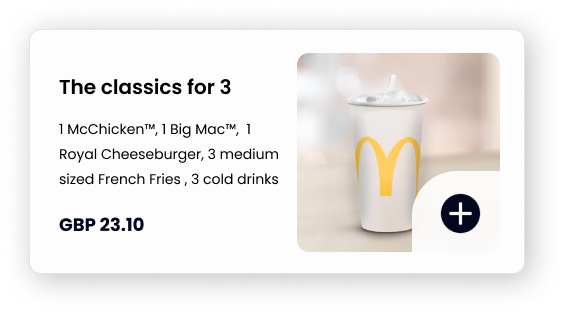 The classics for 3
1 McChicken™, 1 Big Mac™, 1
Royal Cheeseburger, 3 medium
sized French Fries , 3 cold drinks
GBP 23.10